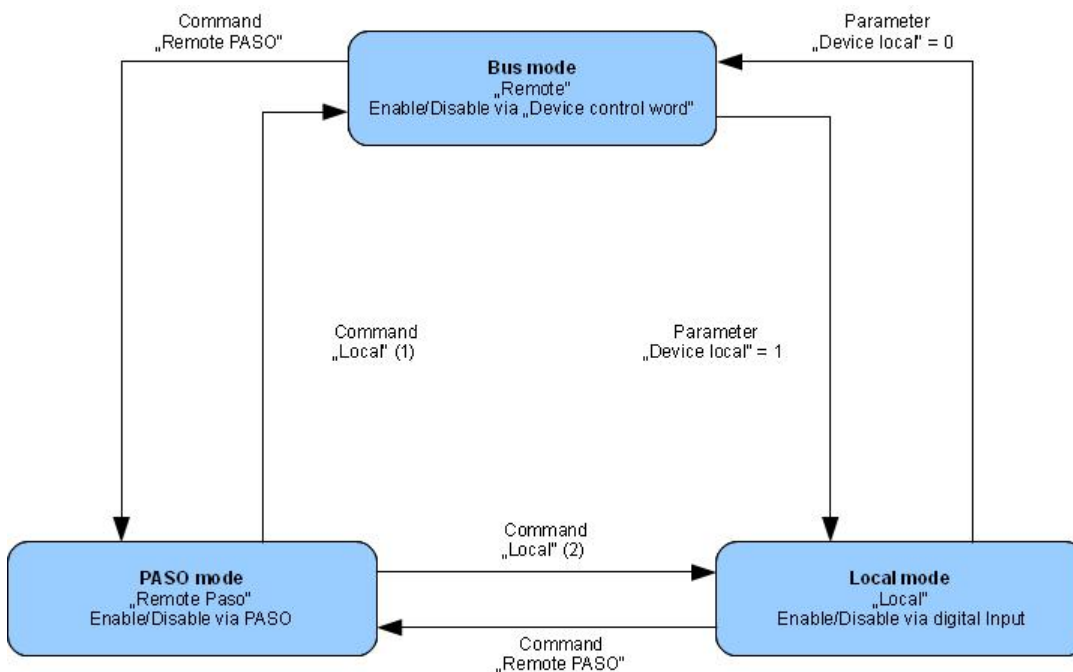 Command
„Remote PASO"
Parameter
„Device local" = 0
Bus mode
„Remote"
Enable/Disable via „Device control word"
Command
„Local" (1)
Parameter
„Device local" = 1
Command
„Local" (2)
PASO mode
„Remote Paso"
Enable/Disable via PASO
Local mode
„Local"
Enable/Disable via digital Input
Command
„Remote PASO"